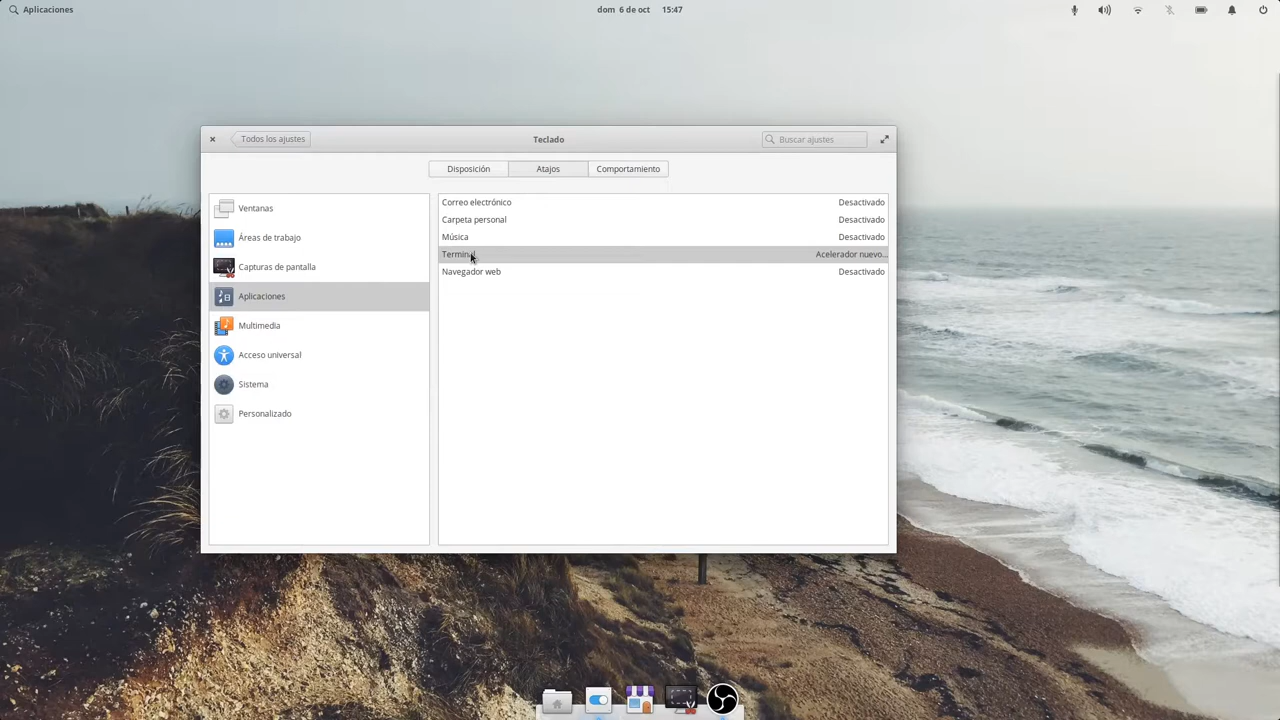 Aplicaciones
dom 6 de oct 15:47
Todos los ajustes
Teclado
Buscar ajustes
Disposición Atajos Comportamiento
Ventanas
Áreas de trabajo
Capturas de pantalla
Aplicaciones
Multimedia
Acceso universal
Sistema
Personalizado
Correo electrónico Desactivado
Carpeta personal Desactivado
Música Desactivado
Terminal Acelerador nuevo...
Navegador web Desactivado